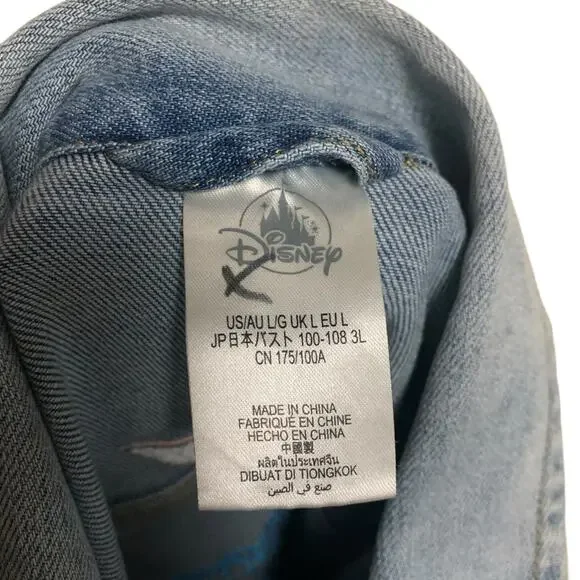 Disney
X
US/AU L/G UK L EU L
JP日本バスト 100-108 3L
CN 175/100A
MADE IN CHINA
FABRIQUÉ EN CHINE
HECHO EN CHINA
中國製
ผลิตในประเทศจีน
DIBUAT DI TIONGKOK
صنع في الصين